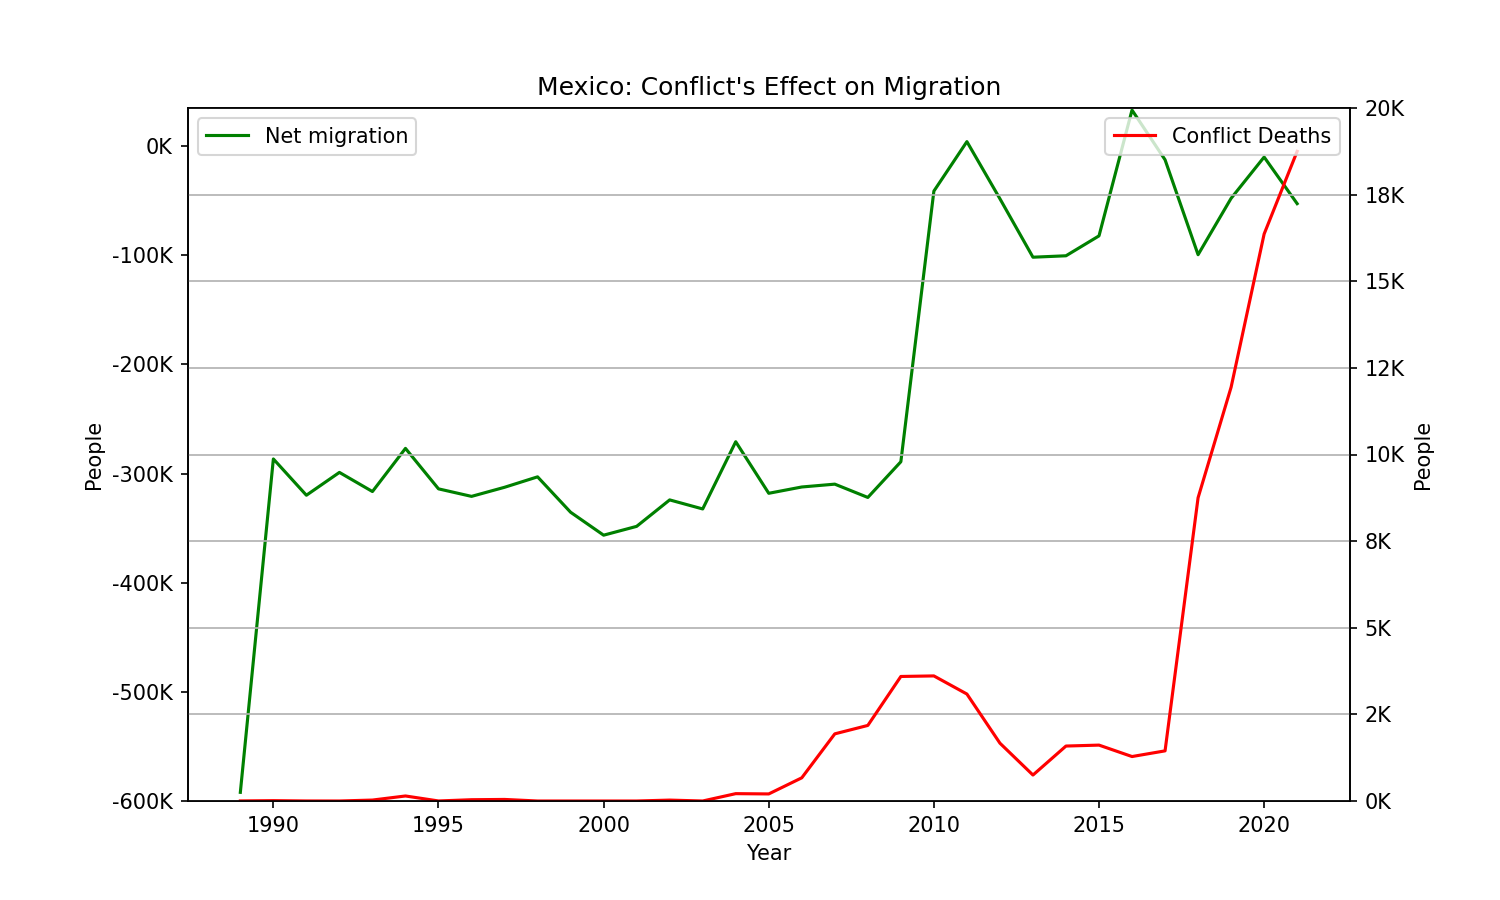 Mexico: Conflict's Effect on Migration
Net migration
Conflict Deaths
0K
-100K
-200K
-300K
-400K
-500K
-600K
People
20K
18K
15K
12K
10K
8K
5K
2K
0K
People
1990
1995
2000
2005
2010
2015
2020
Year